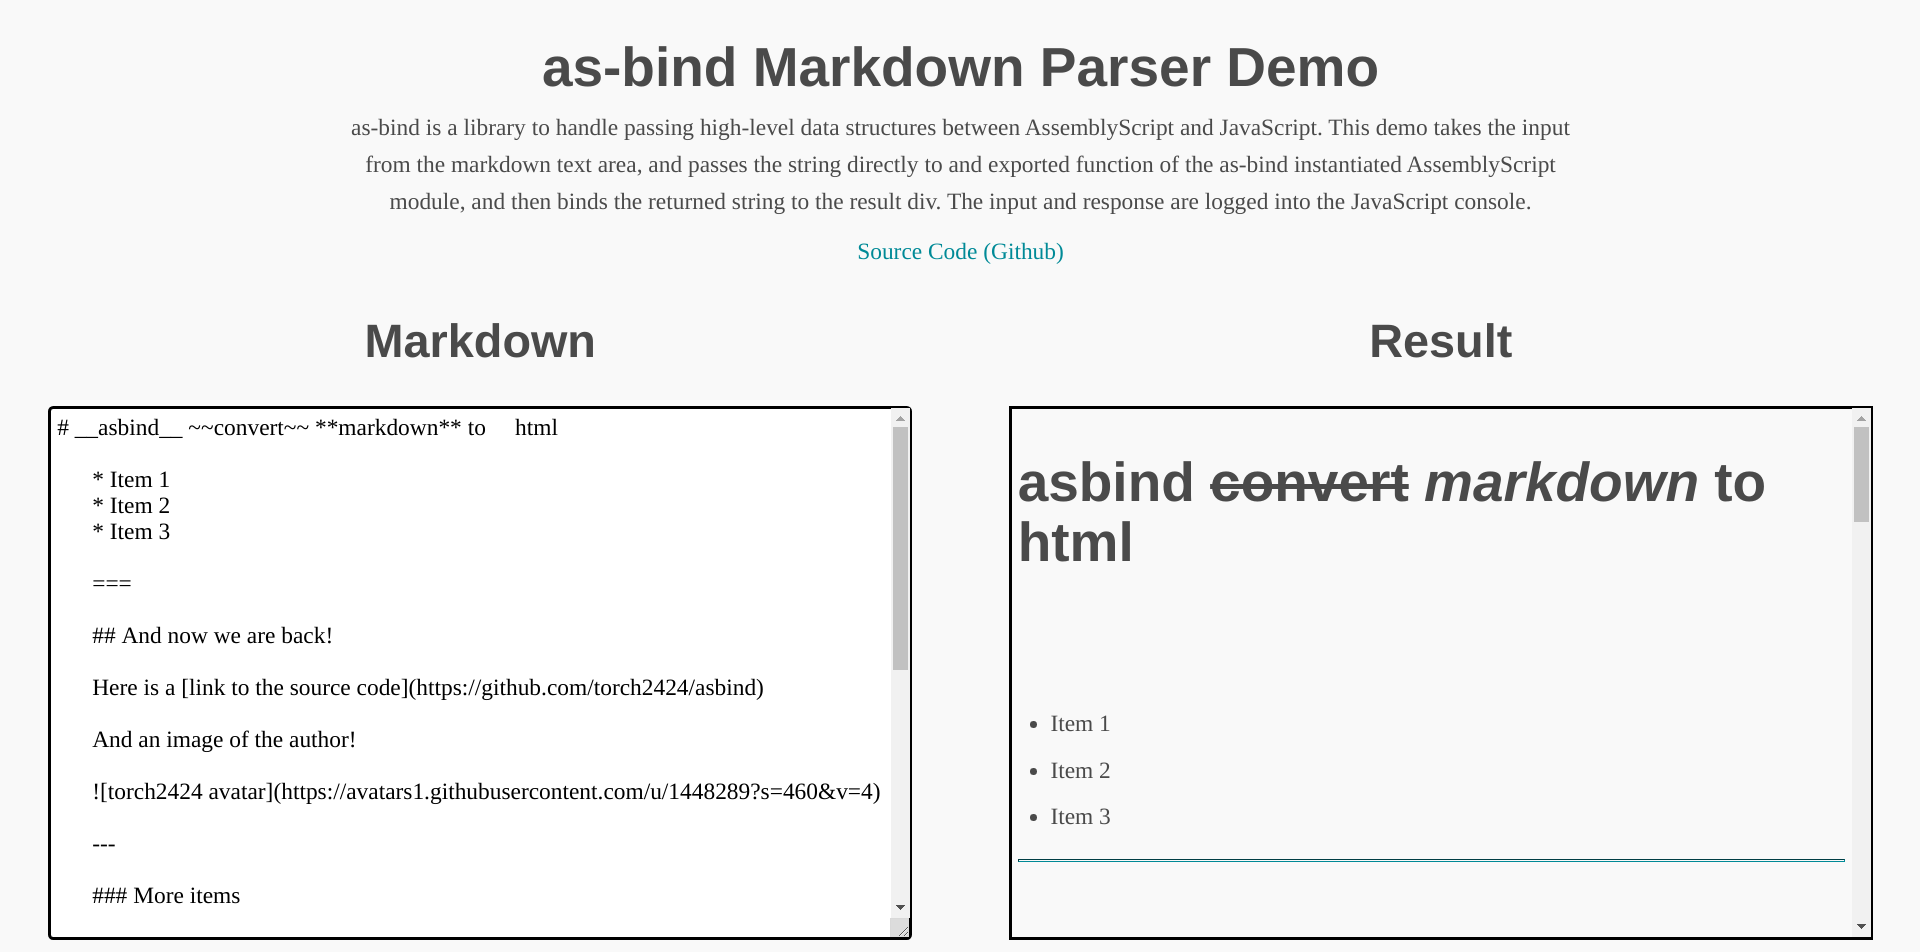 as-bind Markdown Parser Demo
as-bind is a library to handle passing high-level data structures between AssemblyScript and JavaScript. This demo takes the input
from the markdown text area, and passes the string directly to and exported function of the as-bind instantiated AssemblyScript
module, and then binds the returned string to the result div. The input and response are logged into the JavaScript console.
Source Code (Github)
Markdown
# __asbind__ ~~convert~~ **markdown** to     html
* Item 1
* Item 2
* Item 3
===
## And now we are back!
Here is a [link to the source code](https://github.com/torch2424/asbind)
And an image of the author!
![torch2424 avatar](https://avatars1.githubusercontent.com/u/1448289?s=460&v=4)
---
### More items
Result
asbind convert markdown to
html
• Item 1
• Item 2
• Item 3